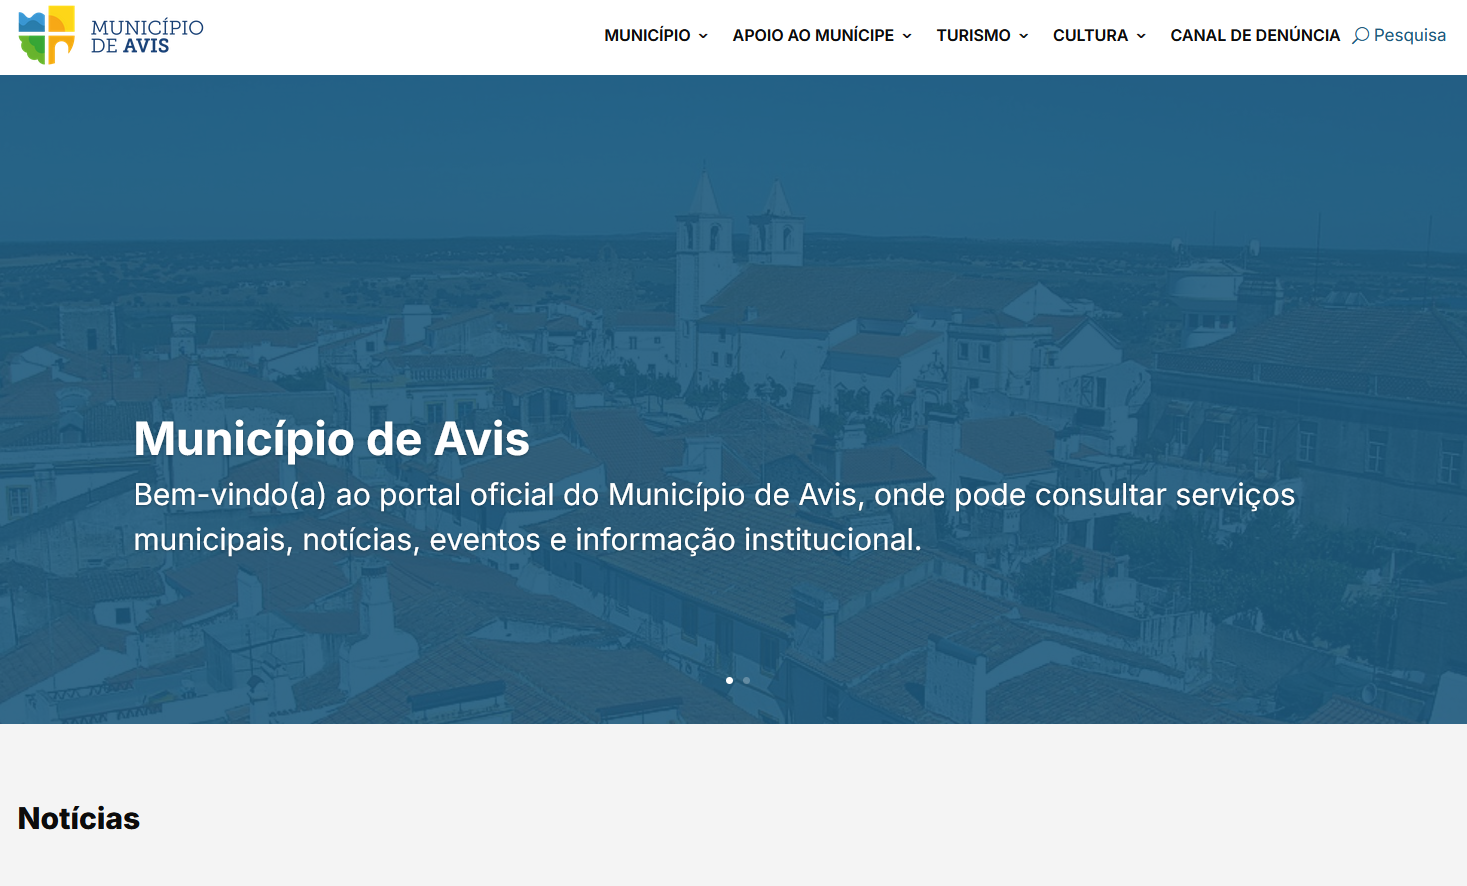 MUNICÍPIO
DE AVIS
MUNICÍPIO APOIO AO MUNÍCIPE TURISMO CULTURA CANAL DE DENÚNCIA Pesquisa
Município de Avis
Bem-vindo(a) ao portal oficial do Município de Avis, onde pode consultar serviços
municipais, notícias, eventos e informação institucional.
Notícias